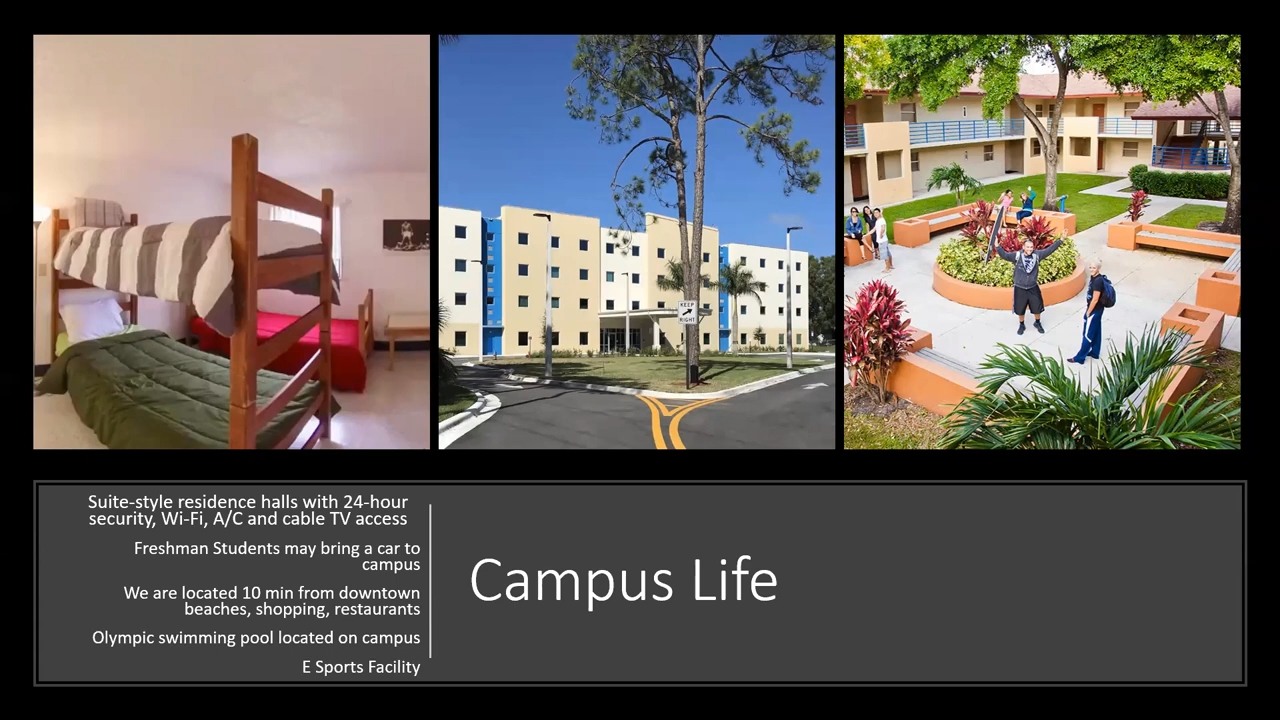 KEEP
RIGHT
Suite-style residence halls with 24-hour
security, Wi-Fi, A/C and cable TV access
Freshman Students may bring a car to
campus
We are located 10 min from downtown
beaches, shopping, restaurants
Olympic swimming pool located on campus
E Sports Facility
Campus Life